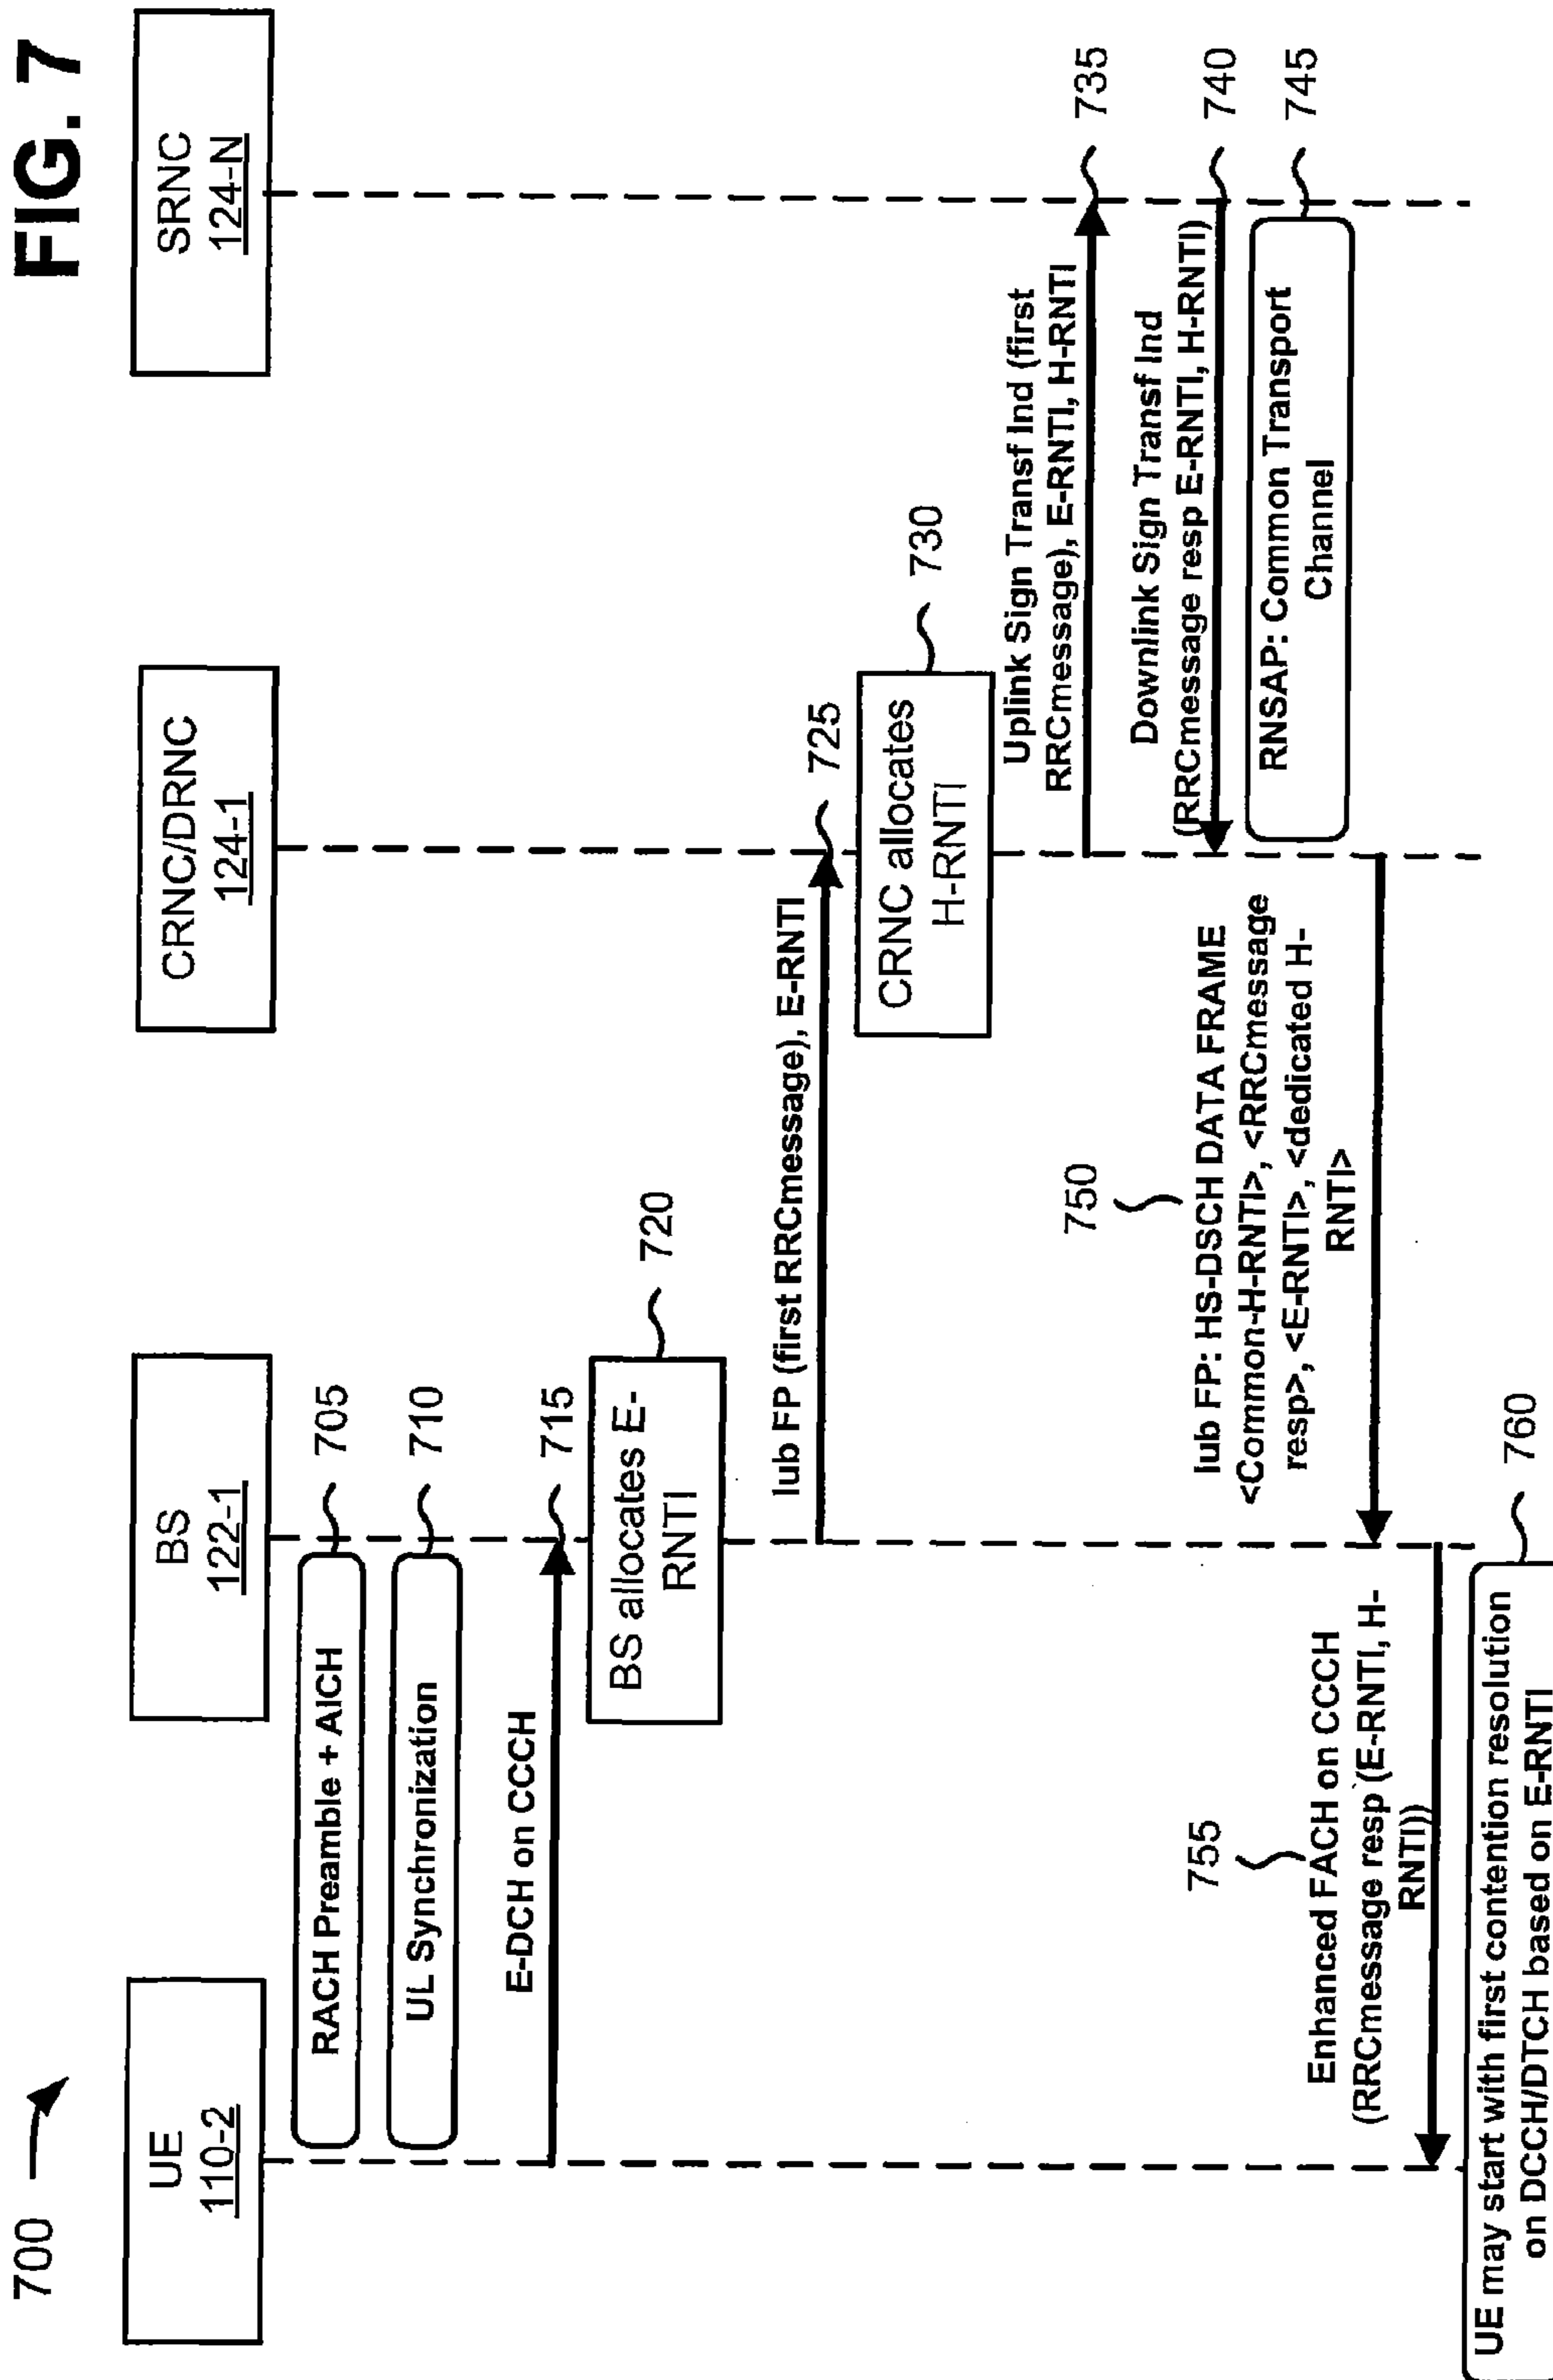 FIG. 7
700
UE
110-2
BS
122-1
CRNC/DRNC
124-1
SRNC
124-N
RACH Preamble + AICH
705
UL Synchronization
710
E-DCH on CCCH
715
BS allocates E-
RNTI
720
Iub FP (first RRCmessage), E-RNTI
725
CRNC allocates
H-RNTI
730
Uplink Sign Transf Ind (first
RRCmessage), E-RNTI, H-RNTI
735
Downlink Sign Transf Ind
(RRCmessage resp E-RNTI, H-RNTI)
740
RNSAP: Common Transport
Channel
745
750
Iub FP: HS-DSCH DATA FRAME
<Common-H-RNTI>, <RRCmessage
resp>, <E-RNTI>, <dedicated H-
RNTI>
755
Enhanced FACH on CCCH
(RRCmessage resp (E-RNTI, H-
RNTI))
UE may start with first contention resolution
on DCCH/DTCH based on E-RNTI
760